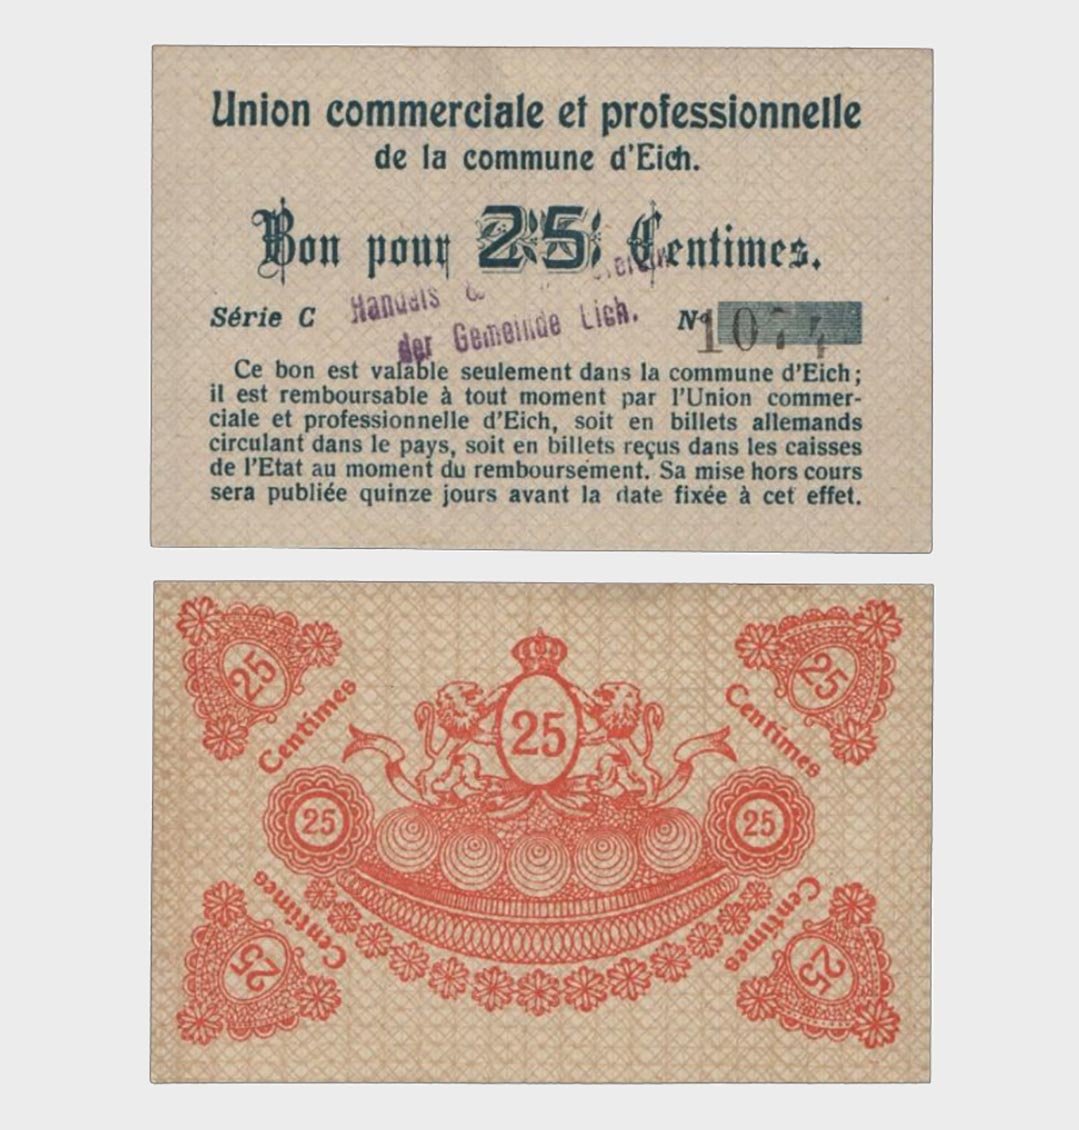 Union commerciale et professionnelle
de la commune d'Eich.
Bon pour 25 Centimes.
Handels &
Série C
der Gemeinde Eich.
Nº 1074
Ce bon est valable seulement dans la commune d'Eich;
il est remboursable à tout moment par l'Union commer-
ciale et professionnelle d'Eich, soit en billets allemands
circulant dans le pays, soit en billets reçus dans les caisses
de l'Etat au moment du remboursement. Sa mise hors cours
sera publiée quinze jours avant la date fixée à cet effet.
25
Centimes
25
Centimes
25
25
25
25
Centimes
25
Centimes